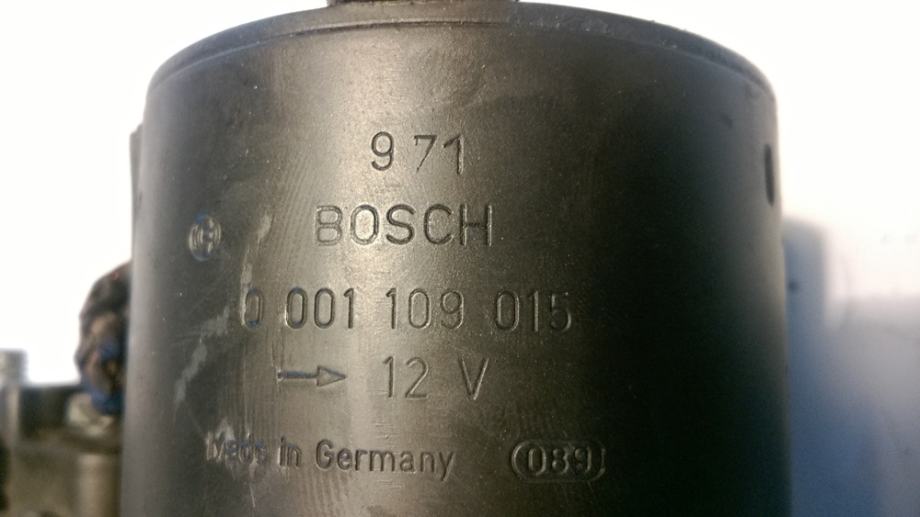 971
BOSCH
0 001 109 015
→ 12 V
Made in Germany 089